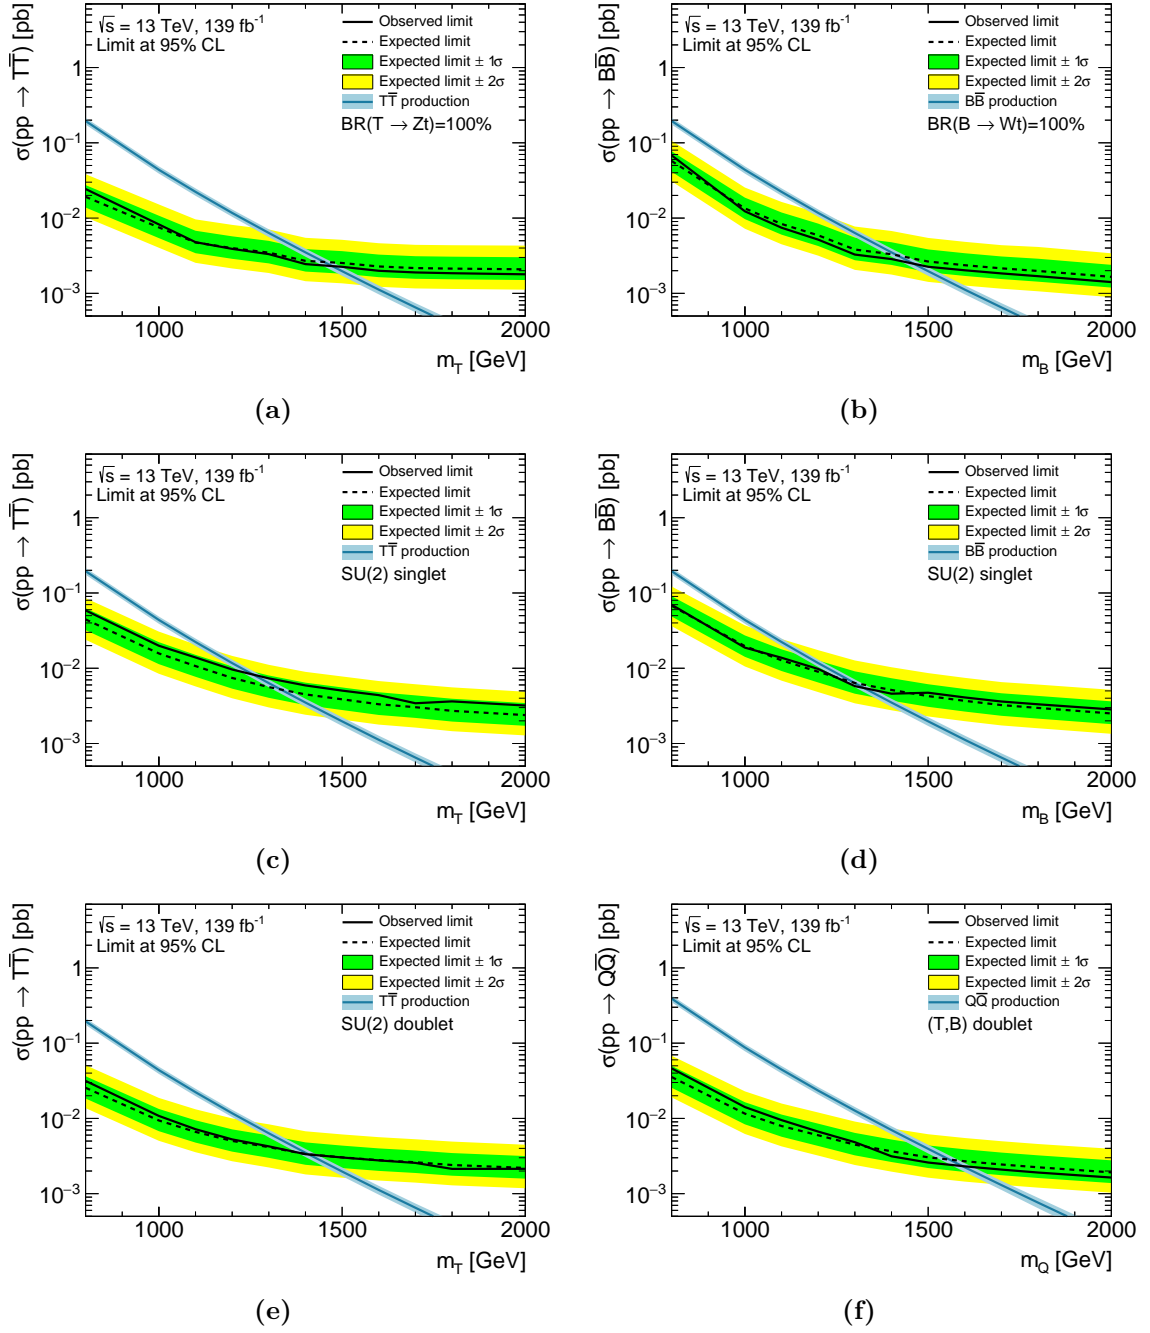 √s = 13 TeV, 139 fb⁻¹
Limit at 95% CL
Observed limit
Expected limit
Expected limit ± 1σ
Expected limit ± 2σ
TT̅ production
BR(T → Zt)=100%
σ(pp → TT̅) [pb]
1
10⁻¹
10⁻²
10⁻³
1000 1500 2000
m_T [GeV]
(a)
√s = 13 TeV, 139 fb⁻¹
Limit at 95% CL
Observed limit
Expected limit
Expected limit ± 1σ
Expected limit ± 2σ
BB̅ production
BR(B → Wt)=100%
σ(pp → BB̅) [pb]
1
10⁻¹
10⁻²
10⁻³
1000 1500 2000
m_B [GeV]
(b)
√s = 13 TeV, 139 fb⁻¹
Limit at 95% CL
Observed limit
Expected limit
Expected limit ± 1σ
Expected limit ± 2σ
TT̅ production
SU(2) singlet
σ(pp → TT̅) [pb]
1
10⁻¹
10⁻²
10⁻³
1000 1500 2000
m_T [GeV]
(c)
√s = 13 TeV, 139 fb⁻¹
Limit at 95% CL
Observed limit
Expected limit
Expected limit ± 1σ
Expected limit ± 2σ
BB̅ production
SU(2) singlet
σ(pp → BB̅) [pb]
1
10⁻¹
10⁻²
10⁻³
1000 1500 2000
m_B [GeV]
(d)
√s = 13 TeV, 139 fb⁻¹
Limit at 95% CL
Observed limit
Expected limit
Expected limit ± 1σ
Expected limit ± 2σ
TT̅ production
SU(2) doublet
σ(pp → TT̅) [pb]
1
10⁻¹
10⁻²
10⁻³
1000 1500 2000
m_T [GeV]
(e)
√s = 13 TeV, 139 fb⁻¹
Limit at 95% CL
Observed limit
Expected limit
Expected limit ± 1σ
Expected limit ± 2σ
QQ̅ production
(T,B) doublet
σ(pp → QQ̅) [pb]
1
10⁻¹
10⁻²
10⁻³
1000 1500 2000
m_Q [GeV]
(f)